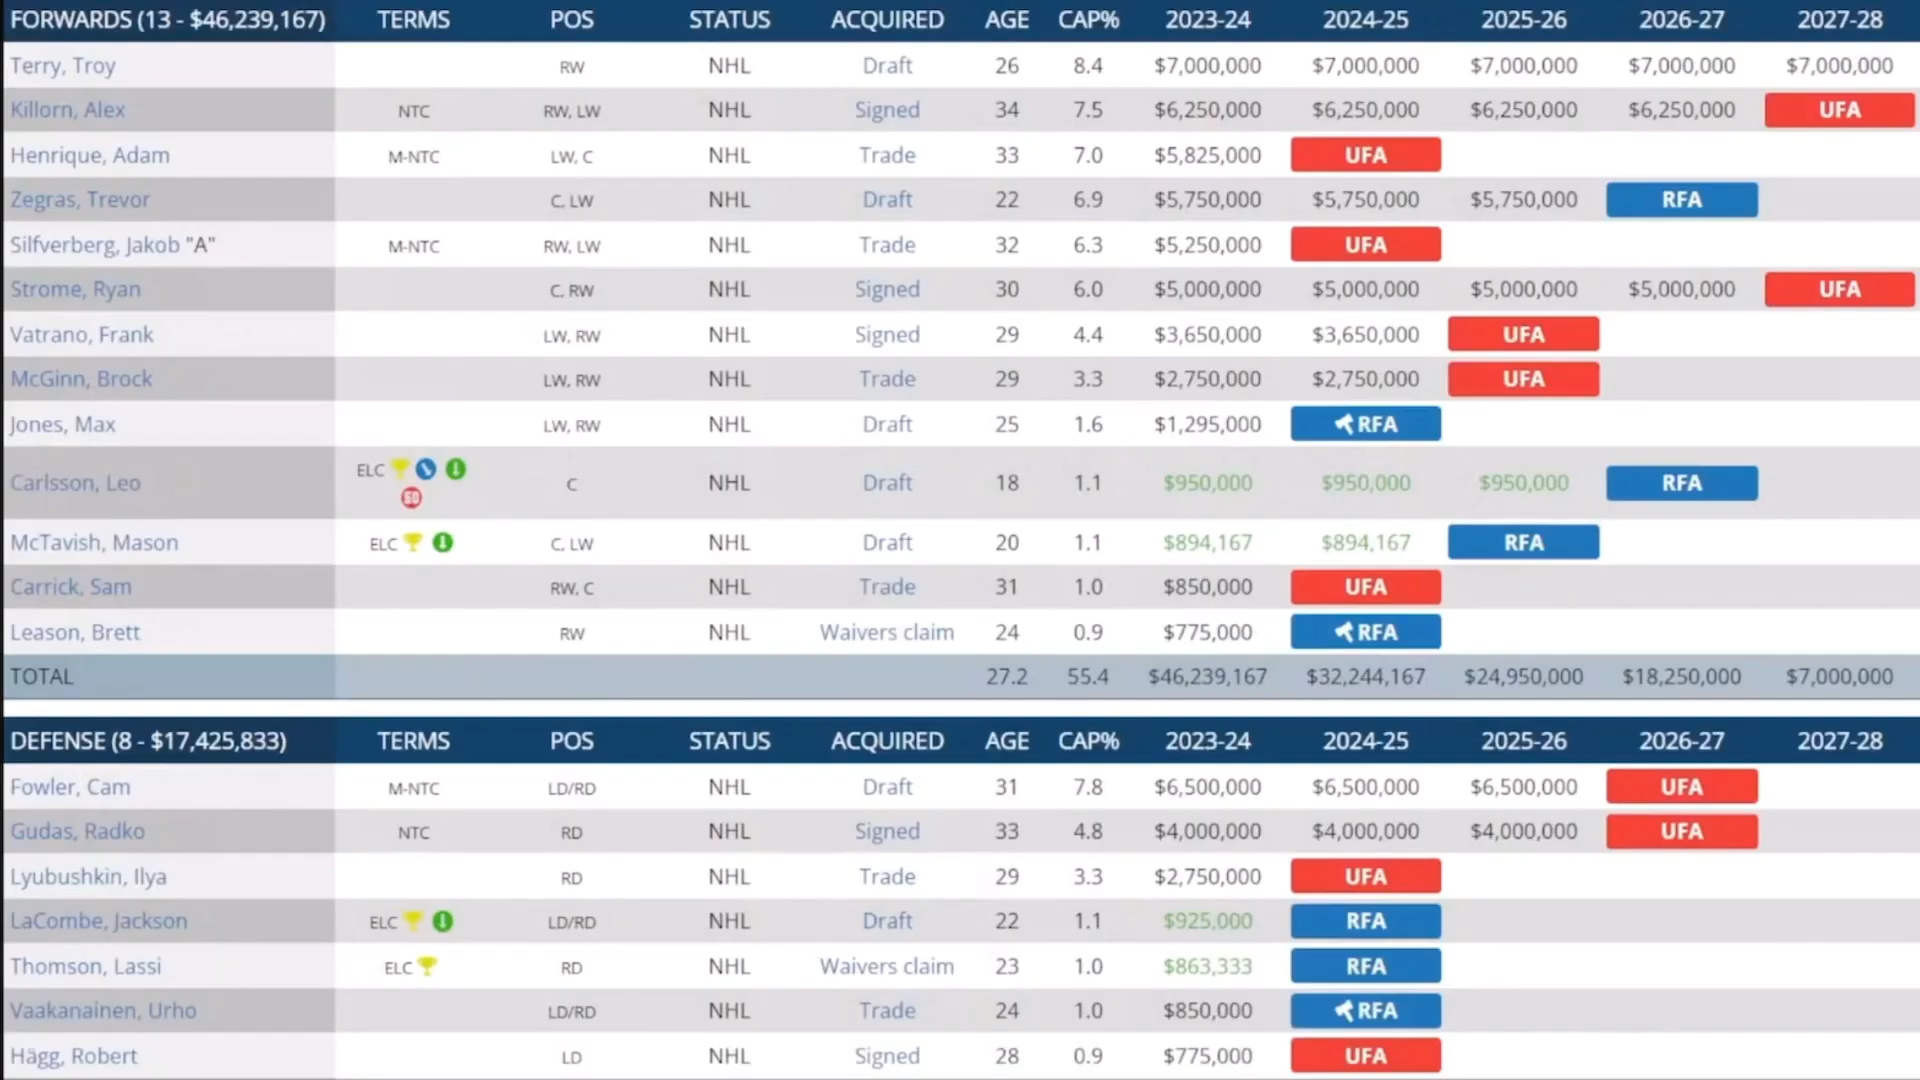 FORWARDS (13 - $46,239,167) TERMS POS STATUS ACQUIRED AGE CAP% 2023-24 2024-25 2025-26 2026-27 2027-28
Terry, Troy RW NHL Draft 26 8.4 $7,000,000 $7,000,000 $7,000,000 $7,000,000 $7,000,000
Killorn, Alex NTC RW, LW NHL Signed 34 7.5 $6,250,000 $6,250,000 $6,250,000 $6,250,000 UFA
Henrique, Adam M-NTC LW, C NHL Trade 33 7.0 $5,825,000 UFA
Zegras, Trevor C, LW NHL Draft 22 6.9 $5,750,000 $5,750,000 $5,750,000 RFA
Silfverberg, Jakob "A" M-NTC RW, LW NHL Trade 32 6.3 $5,250,000 UFA
Strome, Ryan C, RW NHL Signed 30 6.0 $5,000,000 $5,000,000 $5,000,000 $5,000,000 UFA
Vatrano, Frank LW, RW NHL Signed 29 4.4 $3,650,000 $3,650,000 UFA
McGinn, Brock LW, RW NHL Trade 29 3.3 $2,750,000 $2,750,000 UFA
Jones, Max LW, RW NHL Draft 25 1.6 $1,295,000 RFA
Carlsson, Leo ELC 60 C NHL Draft 18 1.1 $950,000 $950,000 $950,000 RFA
McTavish, Mason ELC C, LW NHL Draft 20 1.1 $894,167 $894,167 RFA
Carrick, Sam RW, C NHL Trade 31 1.0 $850,000 UFA
Leason, Brett RW NHL Waivers claim 24 0.9 $775,000 RFA
TOTAL 27.2 55.4 $46,239,167 $32,244,167 $24,950,000 $18,250,000 $7,000,000
DEFENSE (8 - $17,425,833) TERMS POS STATUS ACQUIRED AGE CAP% 2023-24 2024-25 2025-26 2026-27 2027-28
Fowler, Cam M-NTC LD/RD NHL Draft 31 7.8 $6,500,000 $6,500,000 $6,500,000 UFA
Gudas, Radko NTC RD NHL Signed 33 4.8 $4,000,000 $4,000,000 $4,000,000 UFA
Lyubushkin, Ilya RD NHL Trade 29 3.3 $2,750,000 UFA
LaCombe, Jackson ELC LD/RD NHL Draft 22 1.1 $925,000 RFA
Thomson, Lassi ELC RD NHL Waivers claim 23 1.0 $863,333 RFA
Vaakanainen, Urho LD/RD NHL Trade 24 1.0 $850,000 RFA
Hägg, Robert LD NHL Signed 28 0.9 $775,000 UFA